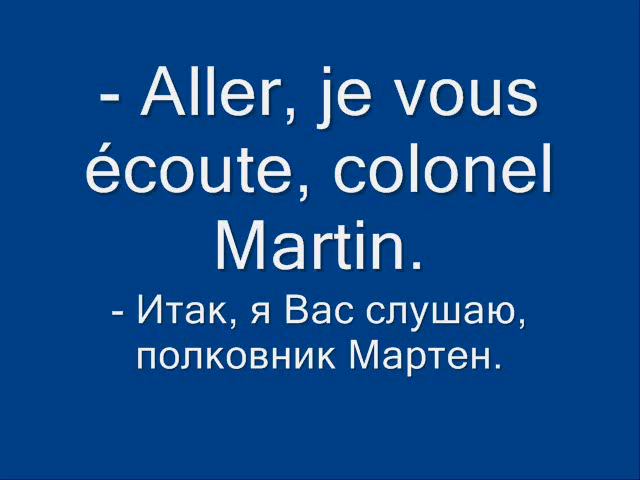 - Aller, je vous
écoute, colonel
Martin.
- Итак, я Вас слушаю,
полковник Мартен.